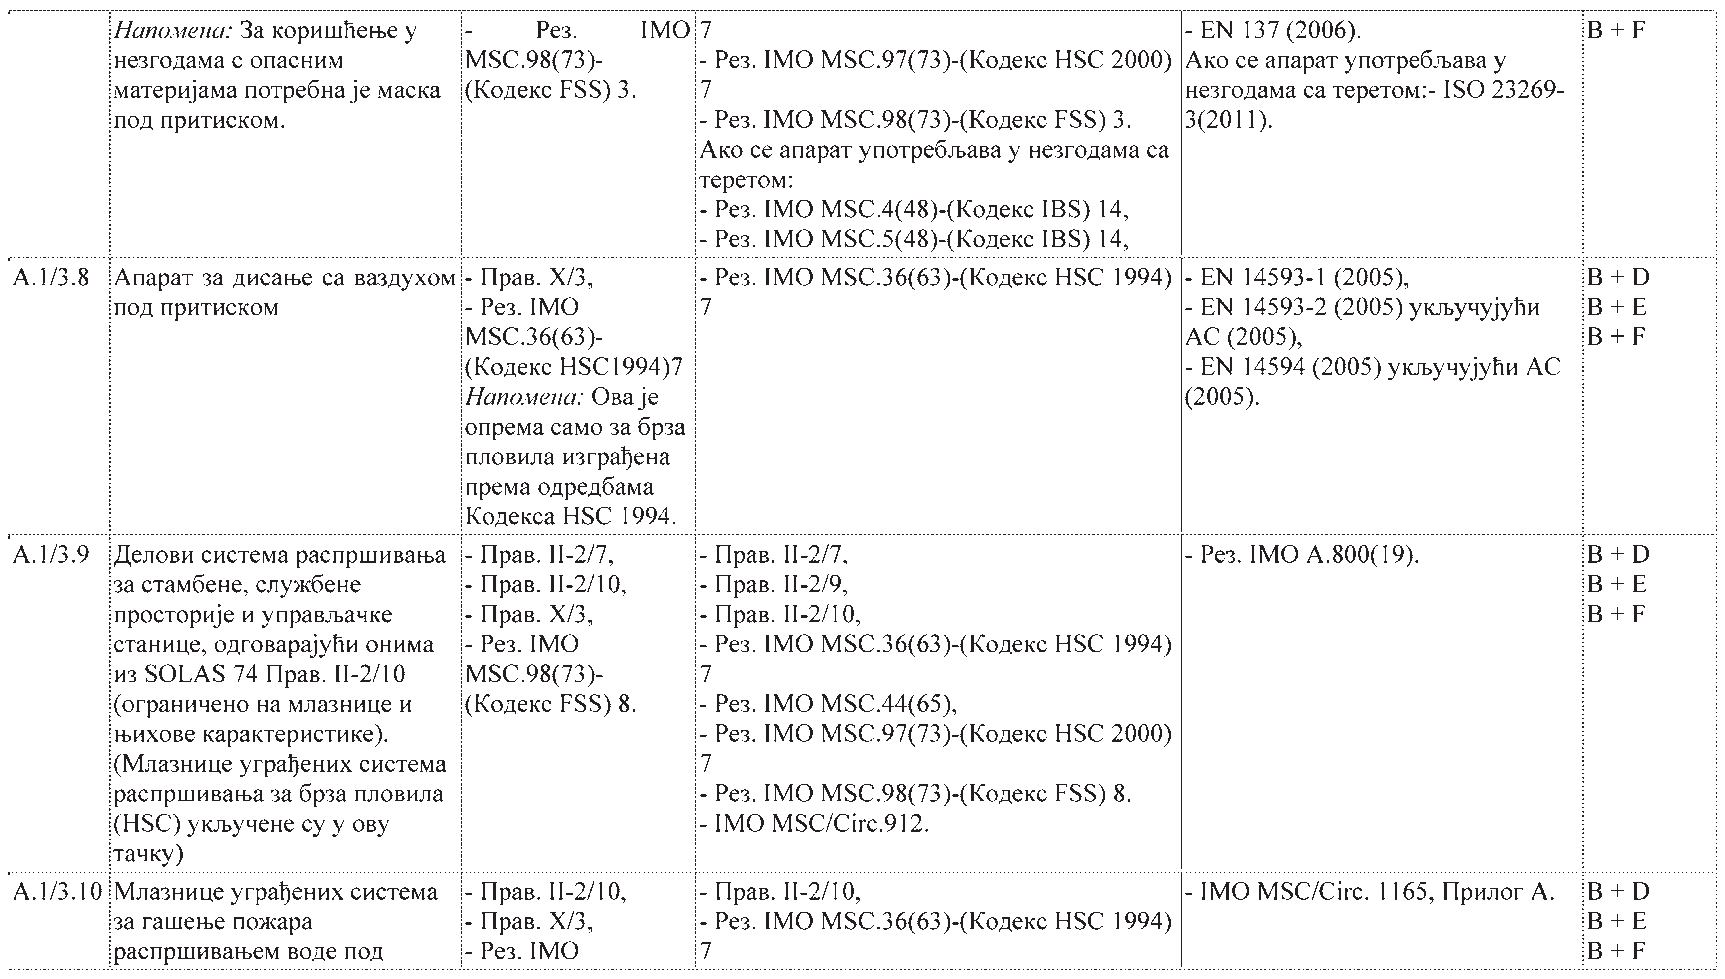 Напомена: За коришћење у
незгодама с опасним
материјама потребна је маска
под притиском.
- Рез. IMO
MSC.98(73)-
(Кодекс FSS) 3.
7
- Рез. IMO MSC.97(73)-(Кодекс HSC 2000)
7
- Рез. IMO MSC.98(73)-(Кодекс FSS) 3.
Ако се апарат употребљава у незгодама са
теретом:
- Рез. IMO MSC.4(48)-(Кодекс IBS) 14,
- Рез. IMO MSC.5(48)-(Кодекс IBS) 14,
- EN 137 (2006).
Ако се апарат употребљава у
незгодама са теретом:- ISO 23269-
3(2011).
B + F
А.1/3.8
Апарат за дисање са ваздухом
под притиском
- Прав. X/3,
- Рез. IMO
MSC.36(63)-
(Кодекс HSC1994)7
Напомена: Ова је
опрема само за брза
пловила изграђена
према одредбама
Кодекса HSC 1994.
- Рез. IMO MSC.36(63)-(Кодекс HSC 1994)
7
- EN 14593-1 (2005),
- EN 14593-2 (2005) укључујући
AC (2005),
- EN 14594 (2005) укључујући AC
(2005).
B + D
B + E
B + F
А.1/3.9
Делови система распршивања
за стамбене, службене
просторије и управљачке
станице, одговарајући онима
из SOLAS 74 Прав. II-2/10
(ограничено на млазнице и
њихове карактеристике).
(Млазнице уграђених система
распршивања за брза пловила
(HSC) укључене су у ову
тачку)
- Прав. II-2/7,
- Прав. II-2/10,
- Прав. X/3,
- Рез. IMO
MSC.98(73)-
(Кодекс FSS) 8.
- Прав. II-2/7,
- Прав. II-2/9,
- Прав. II-2/10,
- Рез. IMO MSC.36(63)-(Кодекс HSC 1994)
7
- Рез. IMO MSC.44(65),
- Рез. IMO MSC.97(73)-(Кодекс HSC 2000)
7
- Рез. IMO MSC.98(73)-(Кодекс FSS) 8.
- IMO MSC/Circ.912.
- Рез. IMO A.800(19).
B + D
B + E
B + F
А.1/3.10
Млазнице уграђених система
за гашење пожара
распршивањем воде под
- Прав. II-2/10,
- Прав. X/3,
- Рез. IMO
- Прав. II-2/10,
- Рез. IMO MSC.36(63)-(Кодекс HSC 1994)
7
- IMO MSC/Circ. 1165, Прилог А.
B + D
B + E
B + F